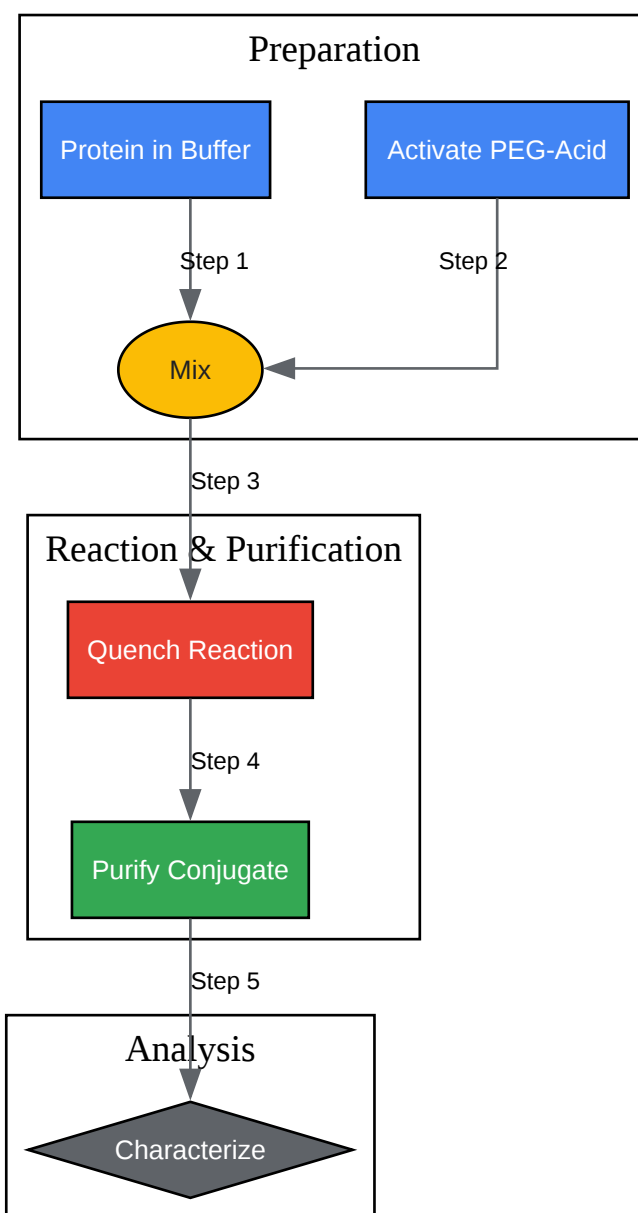 Preparation
Protein in Buffer
Activate PEG-Acid
Step 1
Step 2
Mix
Step 3
Reaction & Purification
Quench Reaction
Step 4
Purify Conjugate
Step 5
Analysis
Characterize